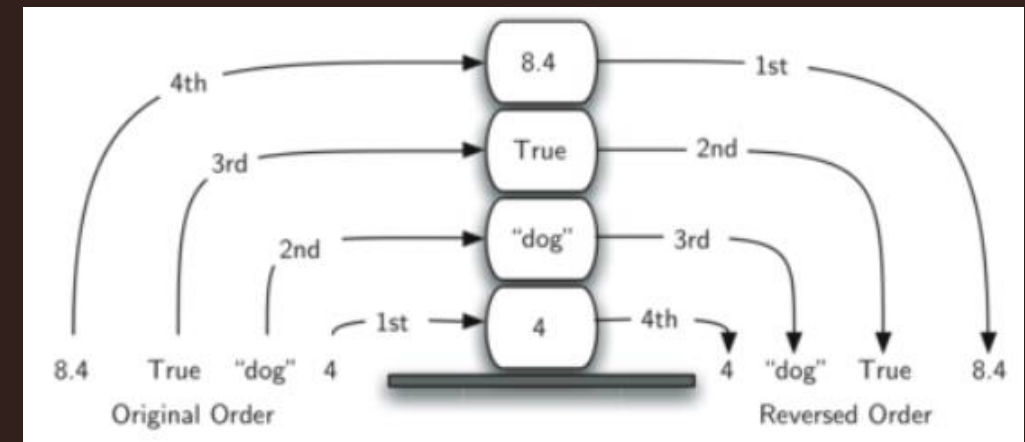 8.4
4th
1st
3rd
True
2nd
2nd
“dog”
3rd
1st
4
4th
8.4 True “dog” 4
4 “dog” True 8.4
Original Order
Reversed Order